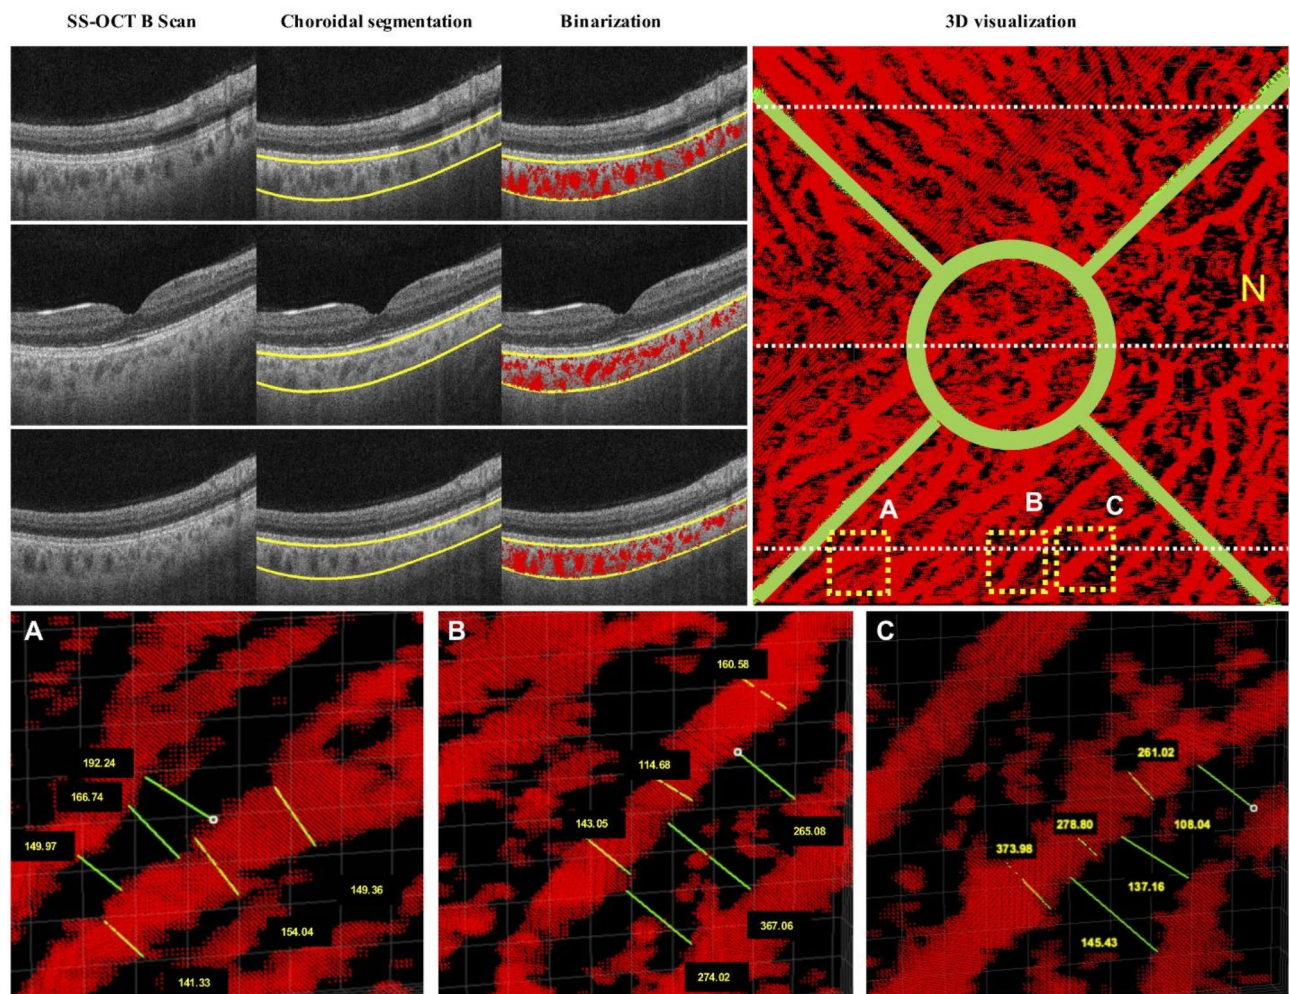 SS-OCT B Scan
Choroidal segmentation
Binarization
3D visualization
N
A
B
C
A
192.24
166.74
149.97
149.36
154.04
141.33
B
160.58
114.68
143.05
265.08
367.06
274.02
C
261.02
278.80
108.04
373.98
137.16
145.43